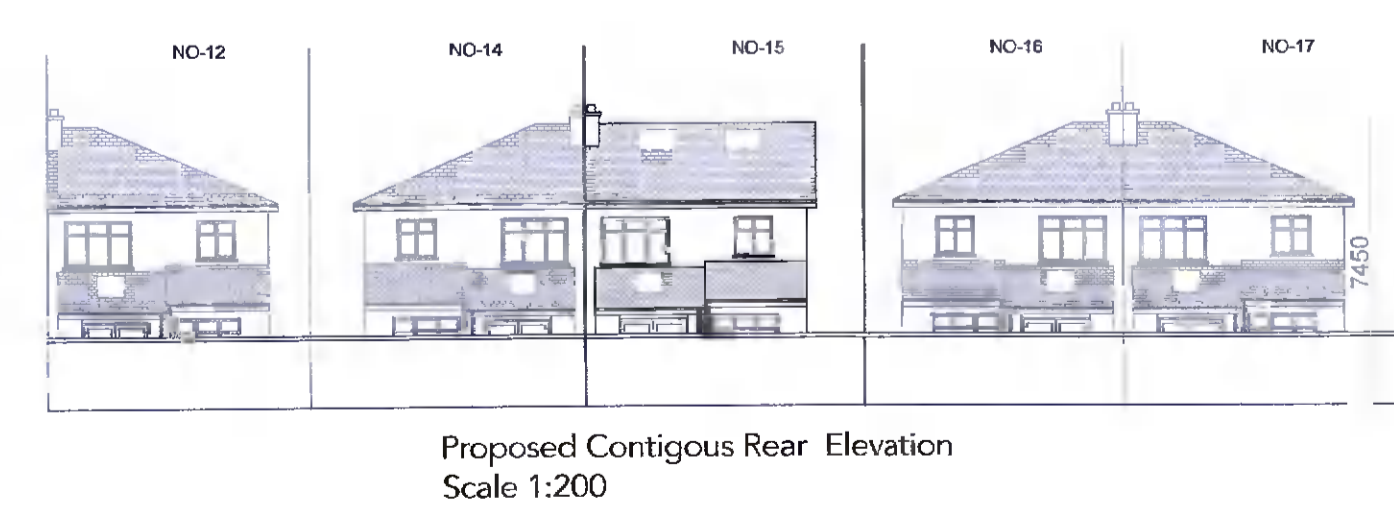 NO-12
NO-14
NO-15
NO-16
NO-17
7450
Proposed Contigous Rear Elevation
Scale 1:200